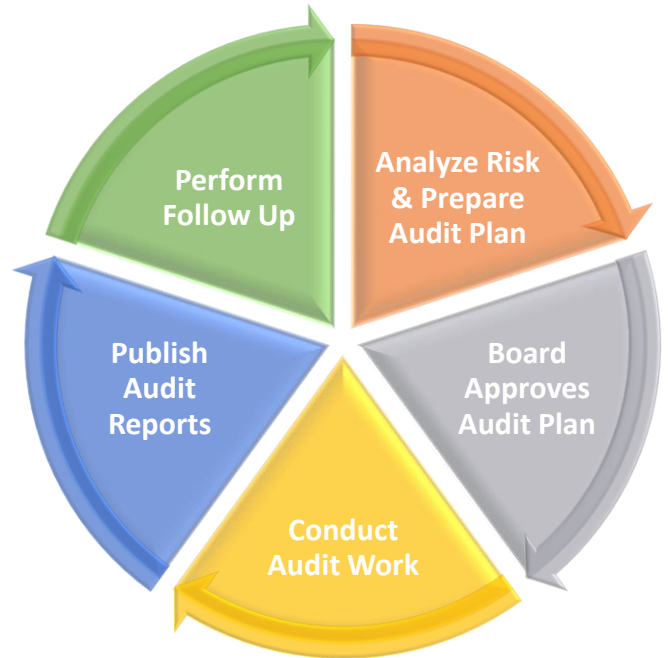 Analyze Risk
& Prepare
Audit Plan
Board
Approves
Audit Plan
Conduct
Audit Work
Publish
Audit
Reports
Perform
Follow Up